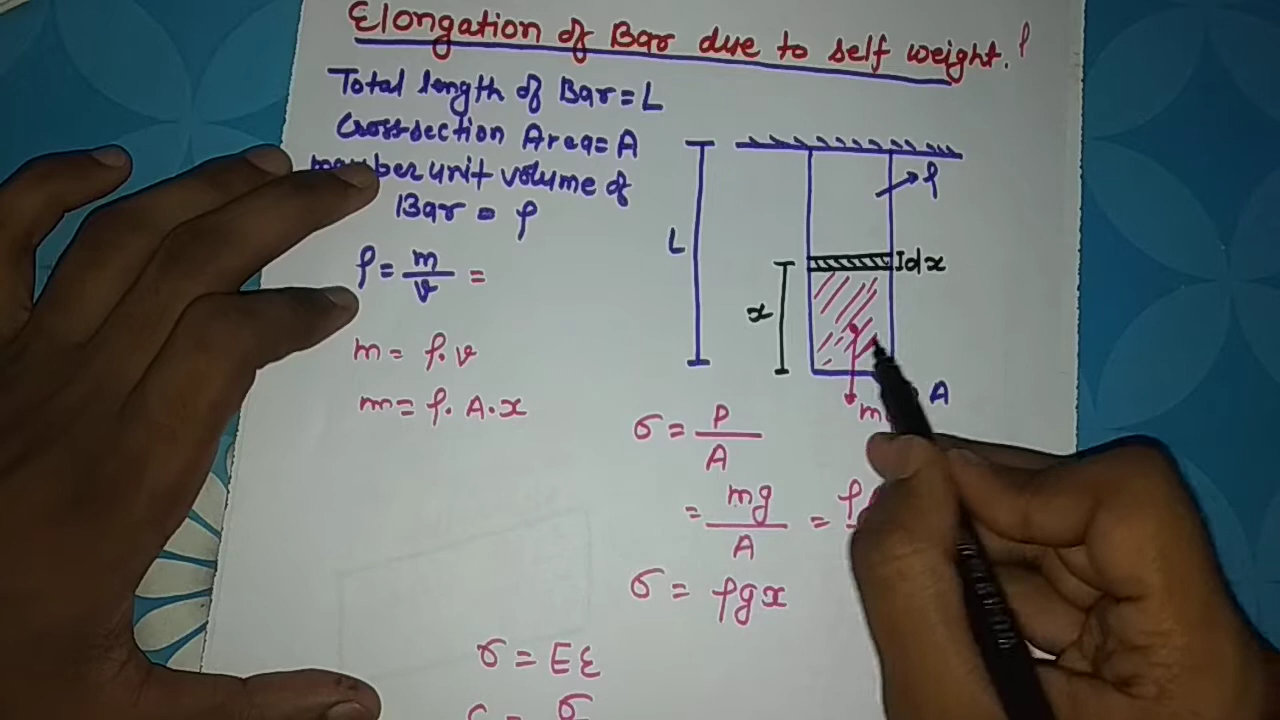 Elongation of Bar due to self weight. ρ
Total length of Bar = L
Cross-section Area = A
unit volume of
Bar = ρ
ρ = m/v =
m = ρ.v
m = ρ.A.x
L
ρ
dx
x
A
m
σ = P/A
= mg/A = ρ
σ = ρgx
σ = Eε
= σ